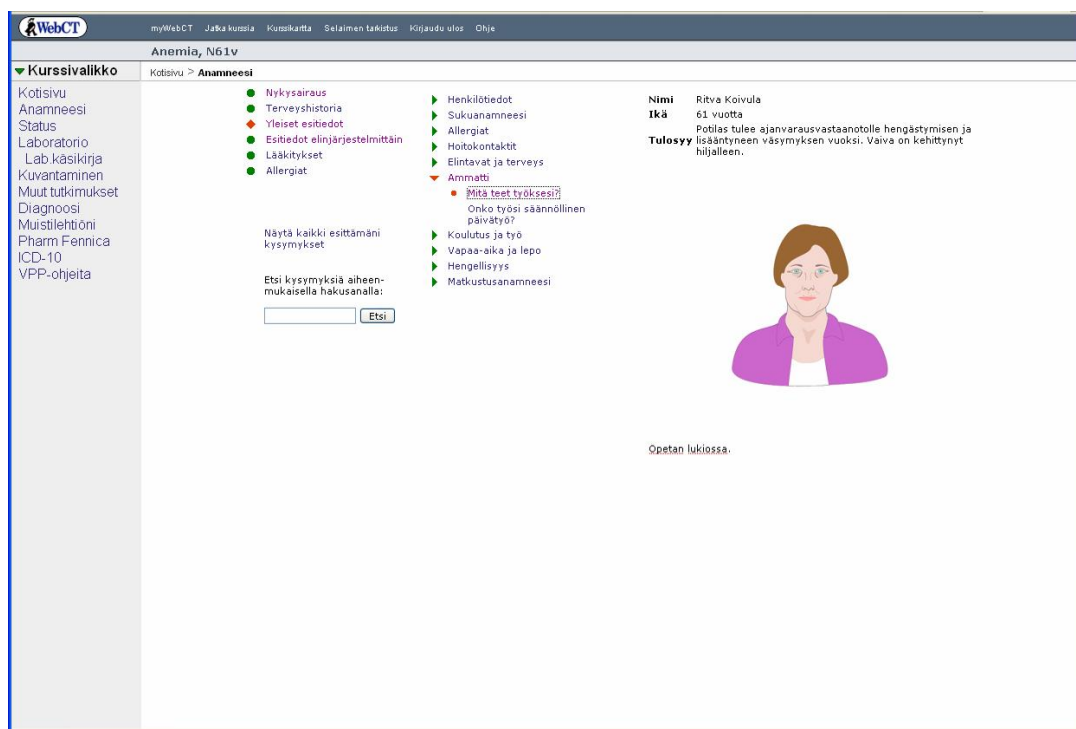 WebCT
myWebCT Jatka kurssia Kurssikartta Selaimen tarkistus Kirjaudu ulos Ohje
Anemia, N61v
Kurssivalikko
Kotisivu > Anamneesi
Kotisivu
Anamneesi
Status
Laboratorio
Lab.käsikirja
Kuvantaminen
Muut tutkimukset
Diagnoosi
Muistilehtiöni
Pharm Fennica
ICD-10
VPP-ohjeita
Nykysairaus
Terveyshistoria
Yleiset esitiedot
Esitiedot elinjärjestelmittäin
Lääkitykset
Allergiat
Näytä kaikki esittämäni
kysymykset
Etsi kysymyksiä aiheen-
mukaisella hakusanalla:
Etsi
Henkilötiedot
Sukuanamneesi
Allergiat
Hoitokontaktit
Elintavat ja terveys
Ammatti
Mitä teet työksesi?
Onko työsi säännöllinen
päivätyö?
Koulutus ja työ
Vapaa-aika ja lepo
Hengellisyys
Matkustusanamneesi
Nimi Ritva Koivula
Ikä 61 vuotta
Potilas tulee ajanvarausvastaanotolle hengästymisen ja
Tulosyy lisääntyneen väsymyksen vuoksi. Vaiva on kehittynyt
hiljalleen.
Opetan lukiossa.